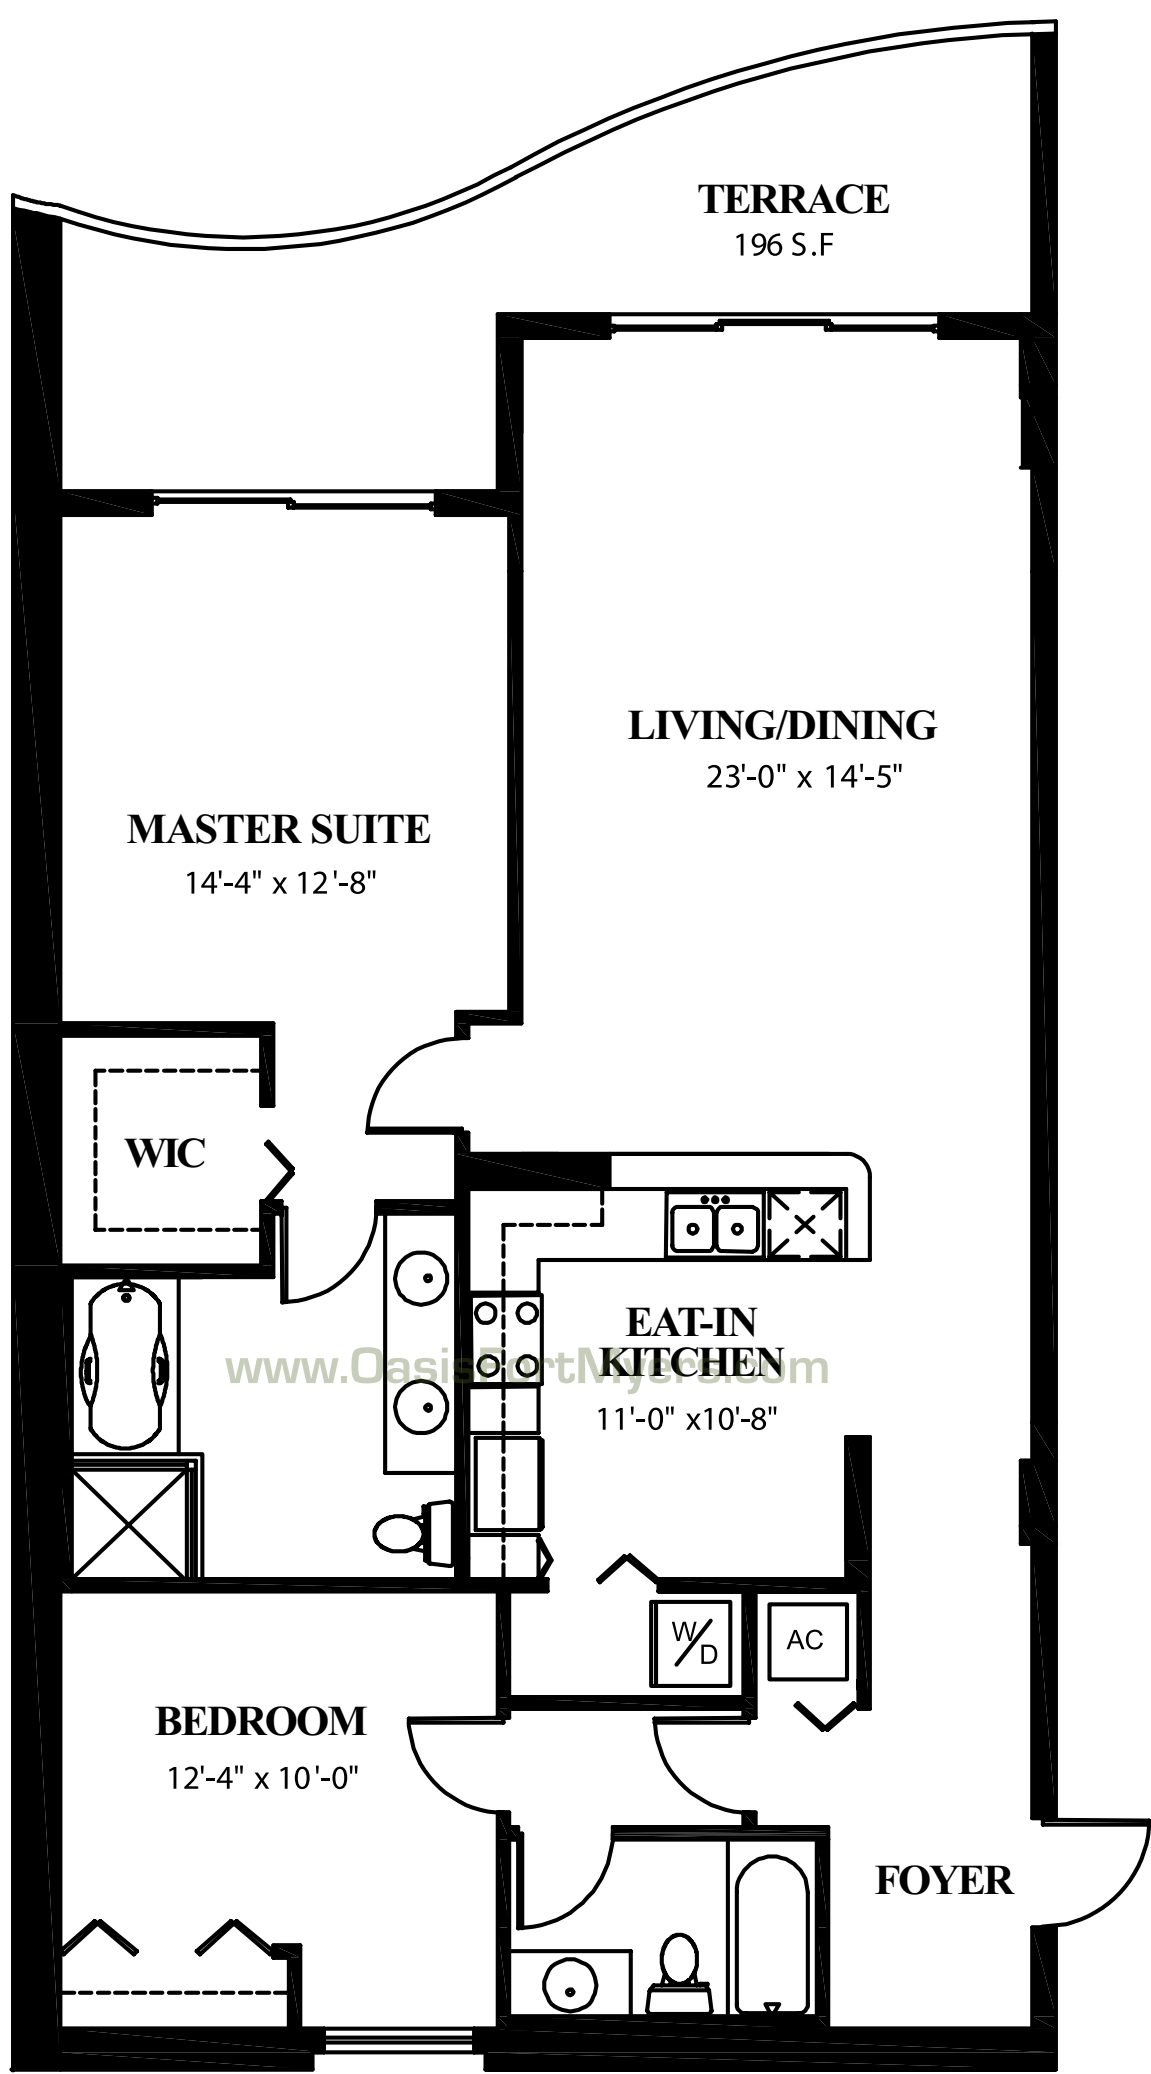 TERRACE
196 S.F
LIVING/DINING
23'-0" x 14'-5"
MASTER SUITE
14'-4" x 12'-8"
WIC
EAT-IN
KITCHEN
www.OasisFortMyers.com
11'-0" x10'-8"
W/D
AC
BEDROOM
12'-4" x 10'-0"
FOYER